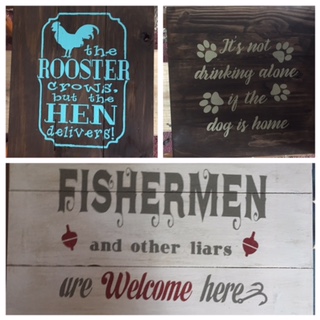 the
ROOSTER
crows,
but the
HEN
delivers!
It's not
drinking alone
if the
dog is home
FISHERMEN
and other liars
are Welcome here